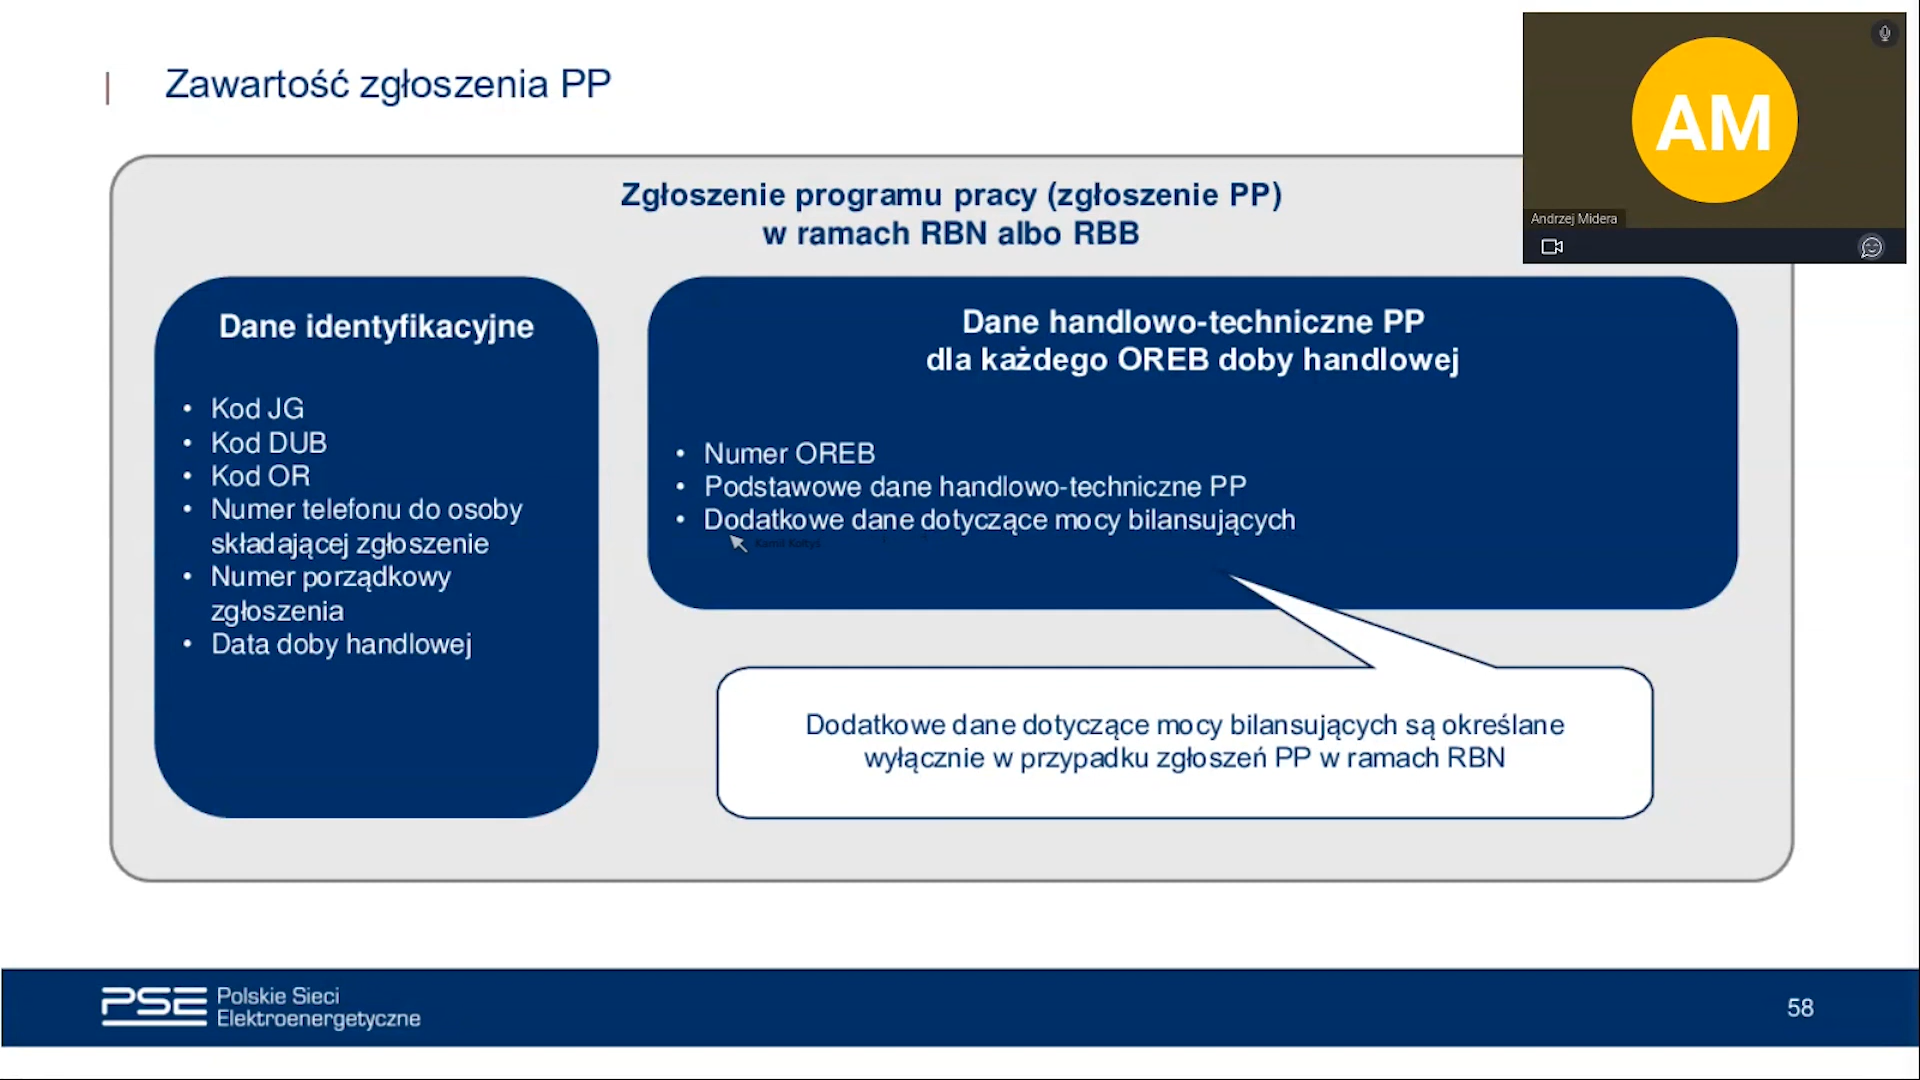 Zawartość zgłoszenia PP
AM
Andrzej Midera
Zgłoszenie programu pracy (zgłoszenie PP)
w ramach RBN albo RBB
Dane identyfikacyjne
• Kod JG
• Kod DUB
• Kod OR
• Numer telefonu do osoby
składającej zgłoszenie
• Numer porządkowy
zgłoszenia
• Data doby handlowej
Dane handlowo-techniczne PP
dla każdego OREB doby handlowej
• Numer OREB
• Podstawowe dane handlowo-techniczne PP
• Dodatkowe dane dotyczące mocy bilansujących
Dodatkowe dane dotyczące mocy bilansujących są określane
wyłącznie w przypadku zgłoszeń PP w ramach RBN
PSE Polskie Sieci
Elektroenergetyczne
58